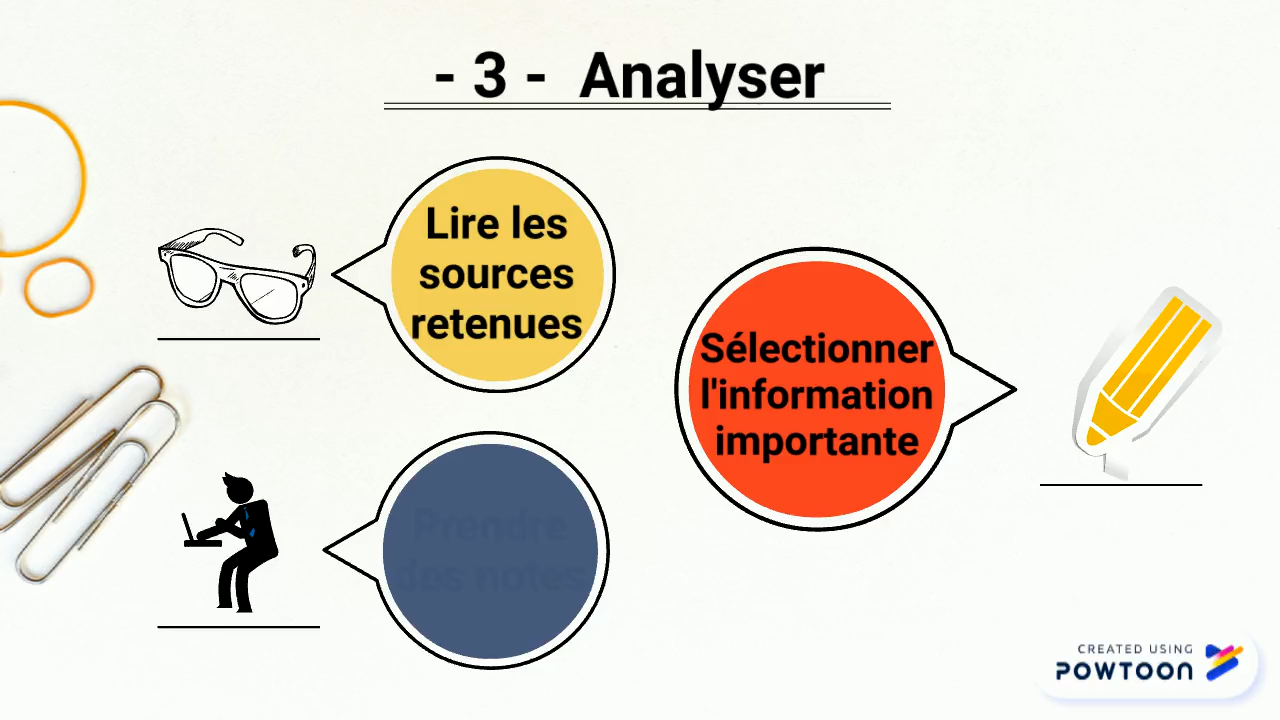 - 3 - Analyser
Lire les
sources
retenues
Sélectionner
l'information
importante
Prendre
des notes
CREATED USING
POWTOON